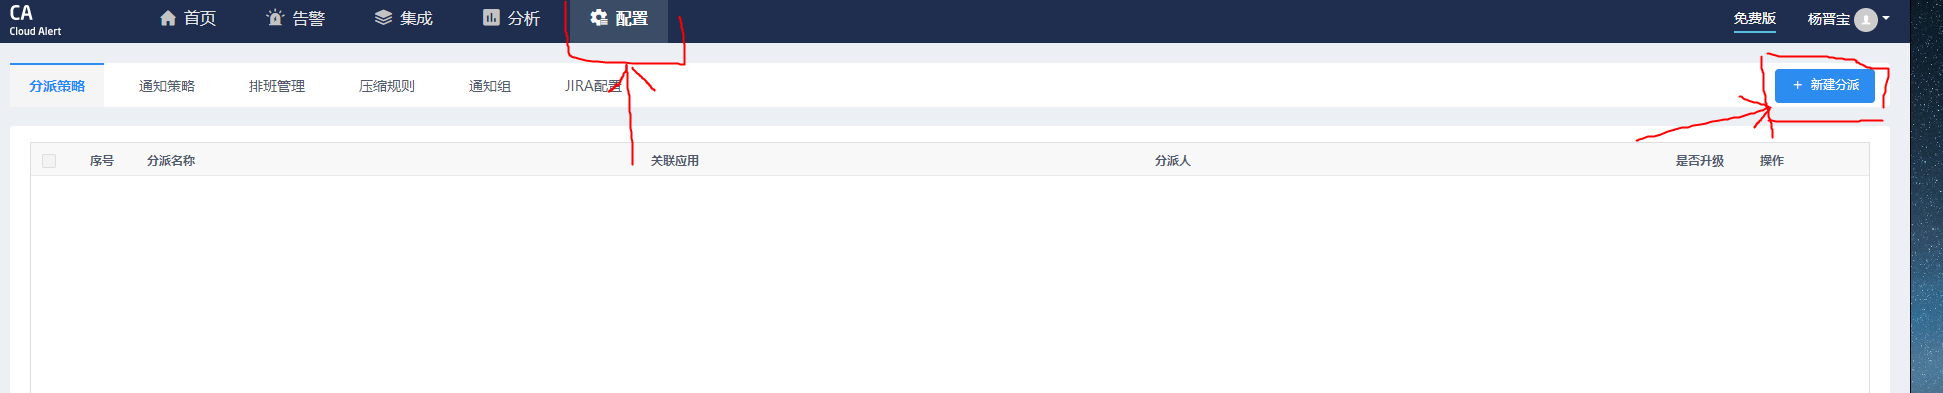 CA
Cloud Alert
首页 告警 集成 分析 配置 免费版 杨晋宝
分派策略 通知策略 排班管理 压缩规则 通知组 JIRA配置 + 新建分派
序号 分派名称 关联应用 分派人 是否升级 操作